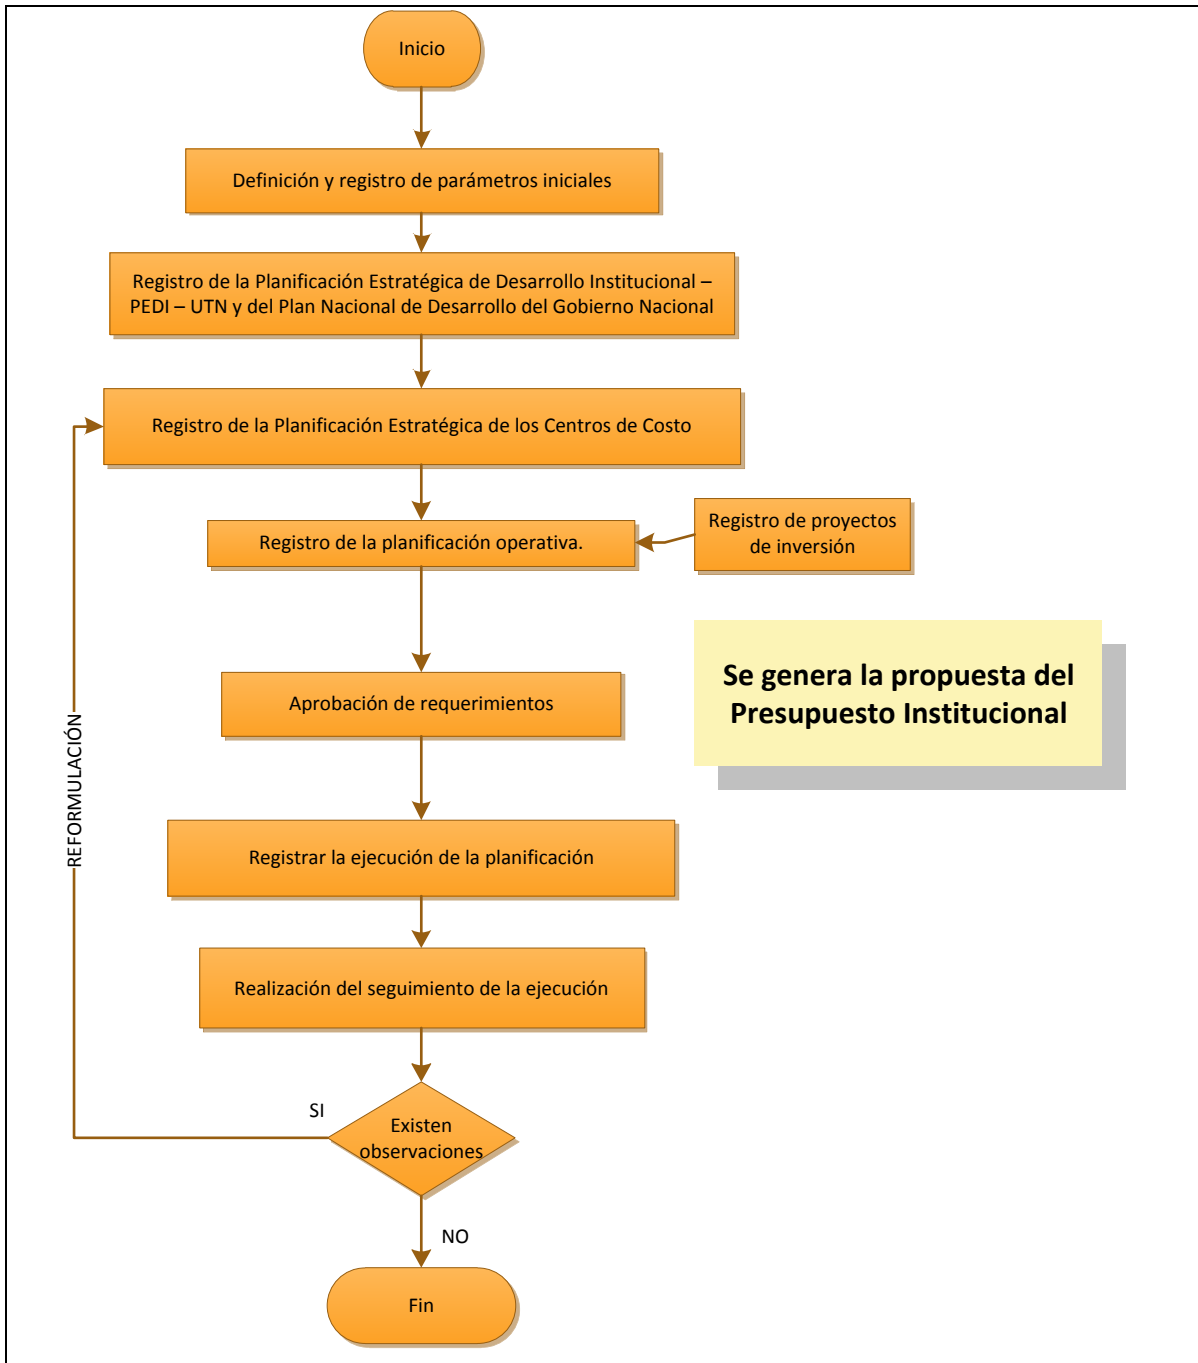 Inicio
Definición y registro de parámetros iniciales
Registro de la Planificación Estratégica de Desarrollo Institucional –
PEDI – UTN y del Plan Nacional de Desarrollo del Gobierno Nacional
Registro de la Planificación Estratégica de los Centros de Costo
Registro de la planificación operativa.
Registro de proyectos
de inversión
Se genera la propuesta del
Presupuesto Institucional
Aprobación de requerimientos
REFORMULACIÓN
Registrar la ejecución de la planificación
Realización del seguimiento de la ejecución
SI
Existen
observaciones
NO
Fin